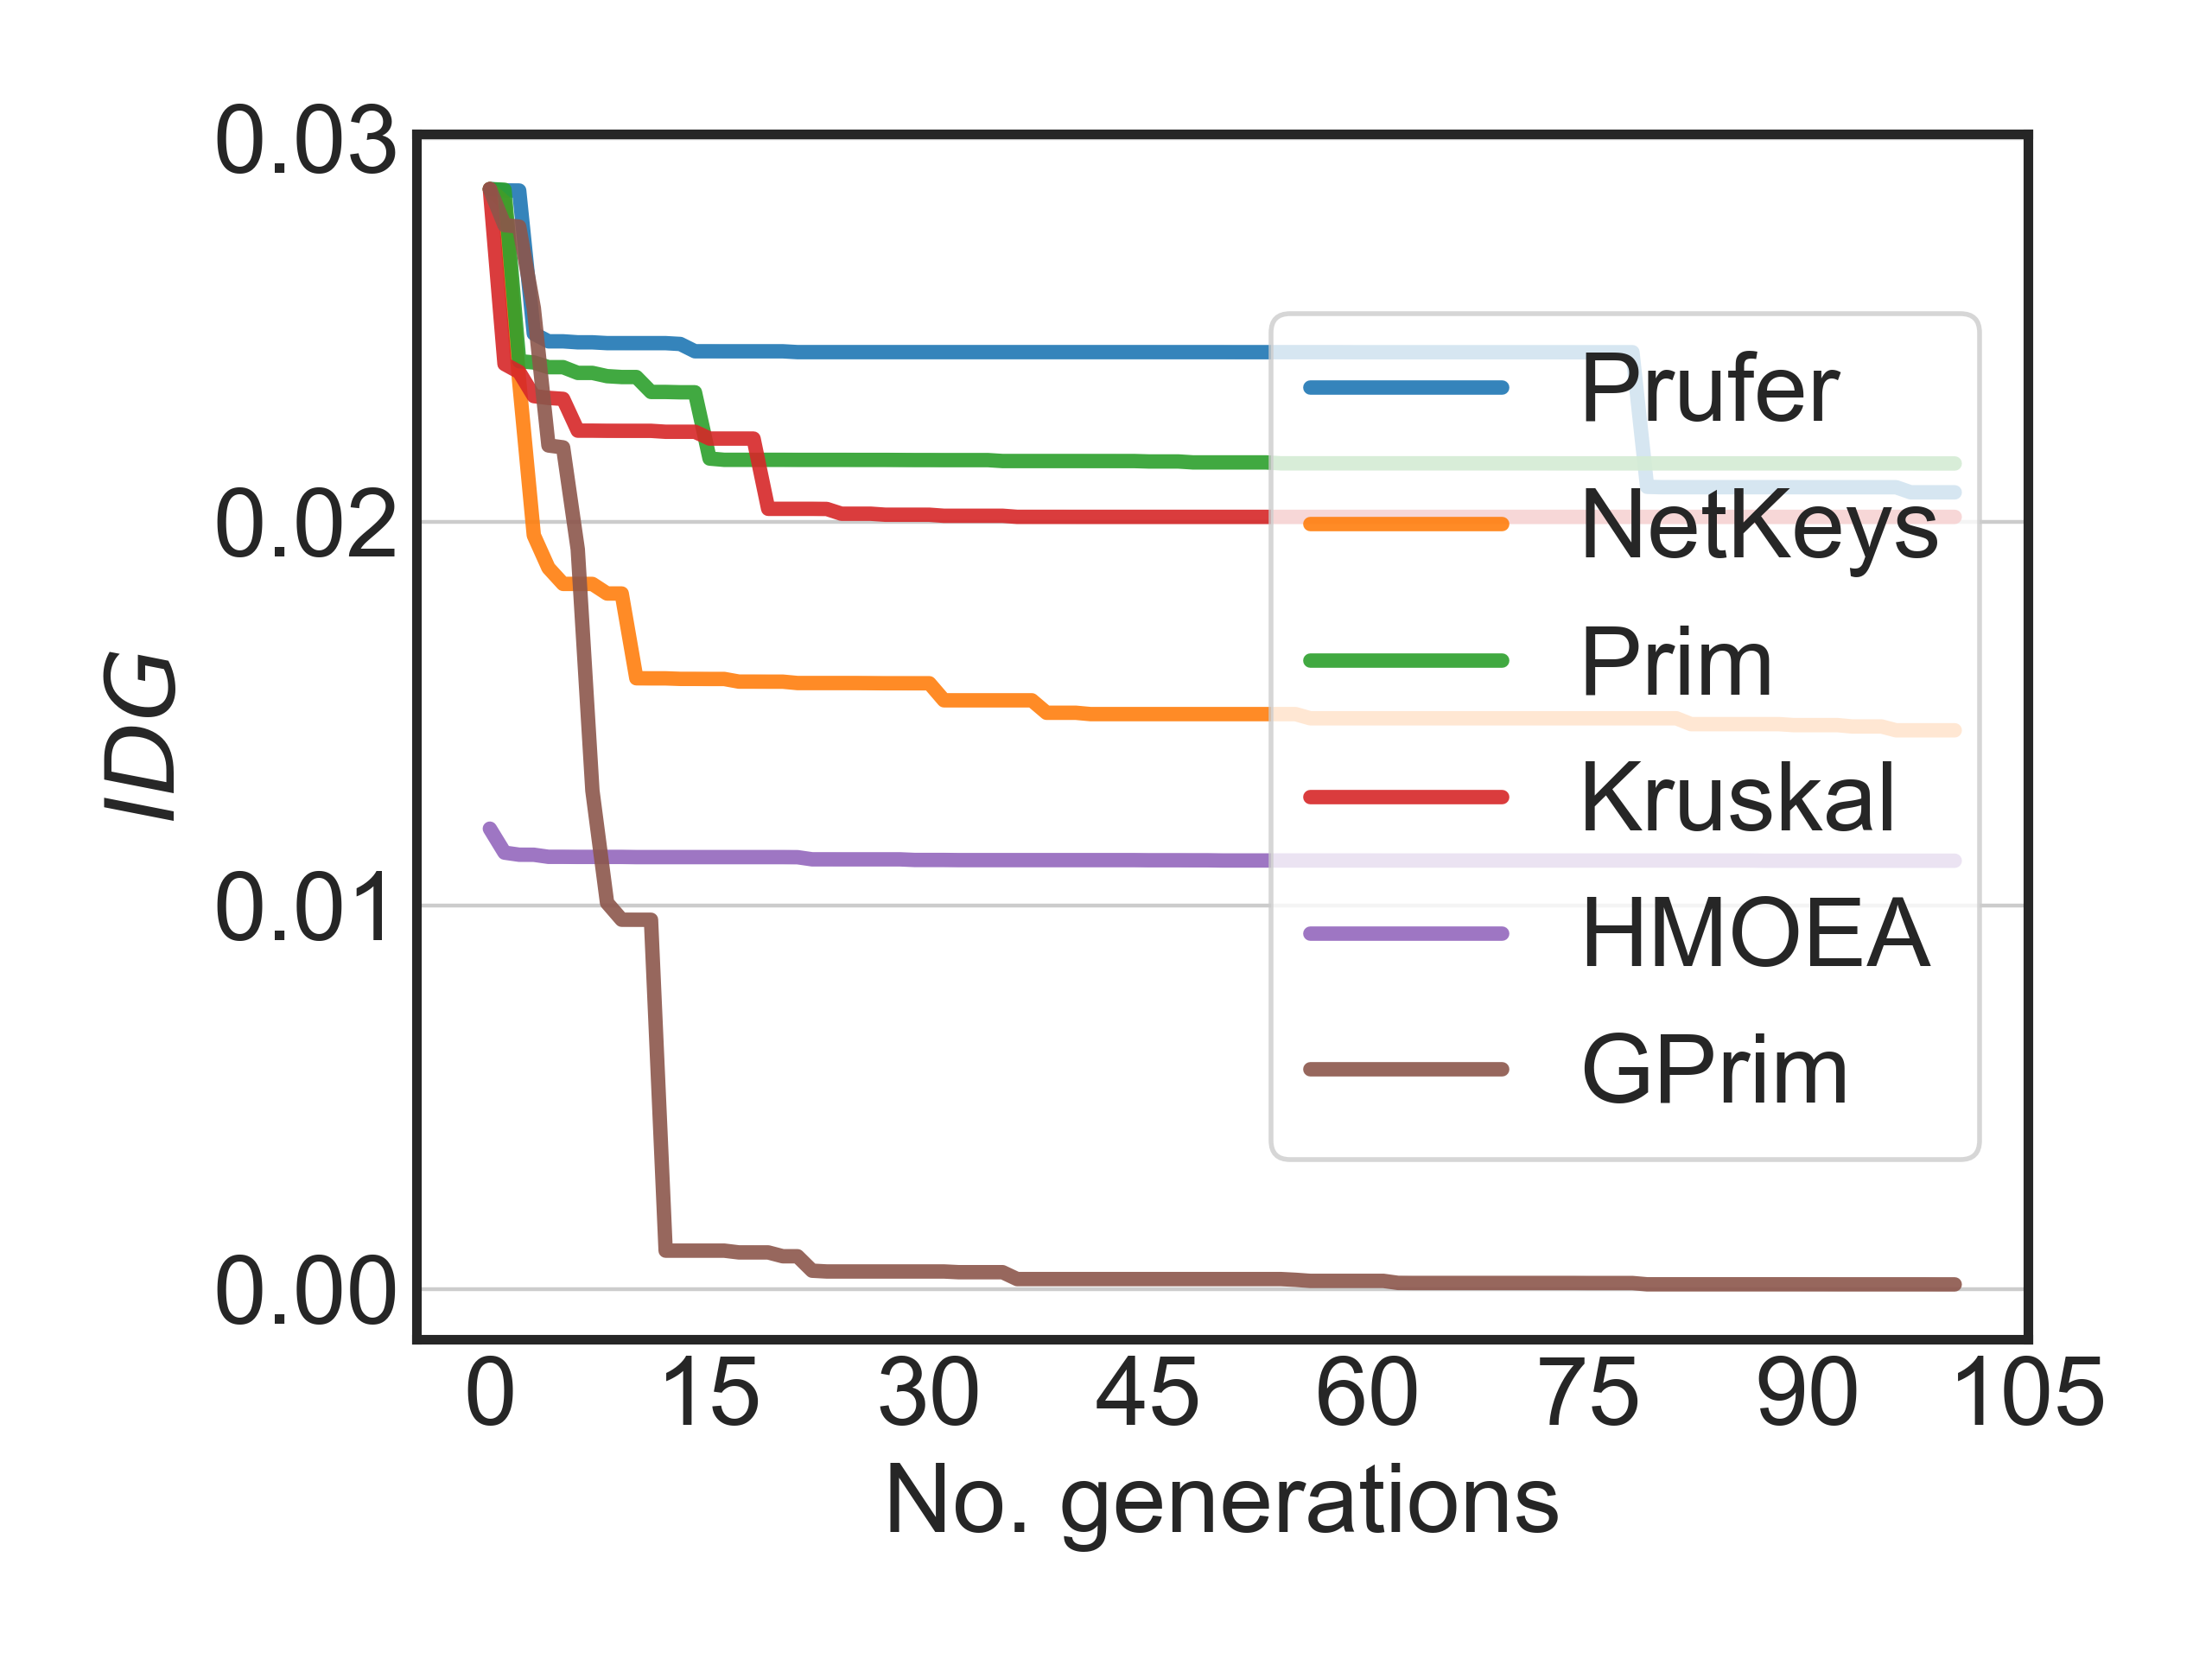 0.03
0.02
0.01
0.00
IDG
0 15 30 45 60 75 90 105
No. generations
Prufer
NetKeys
Prim
Kruskal
HMOEA
GPrim